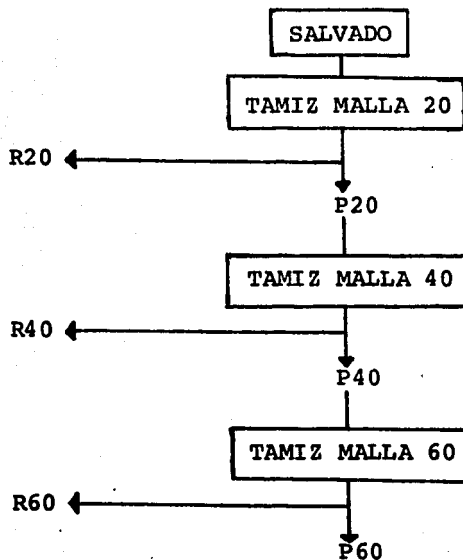 SALVADO
TAMIZ MALLA 20
R20
P20
TAMIZ MALLA 40
R40
P40
TAMIZ MALLA 60
R60
P60